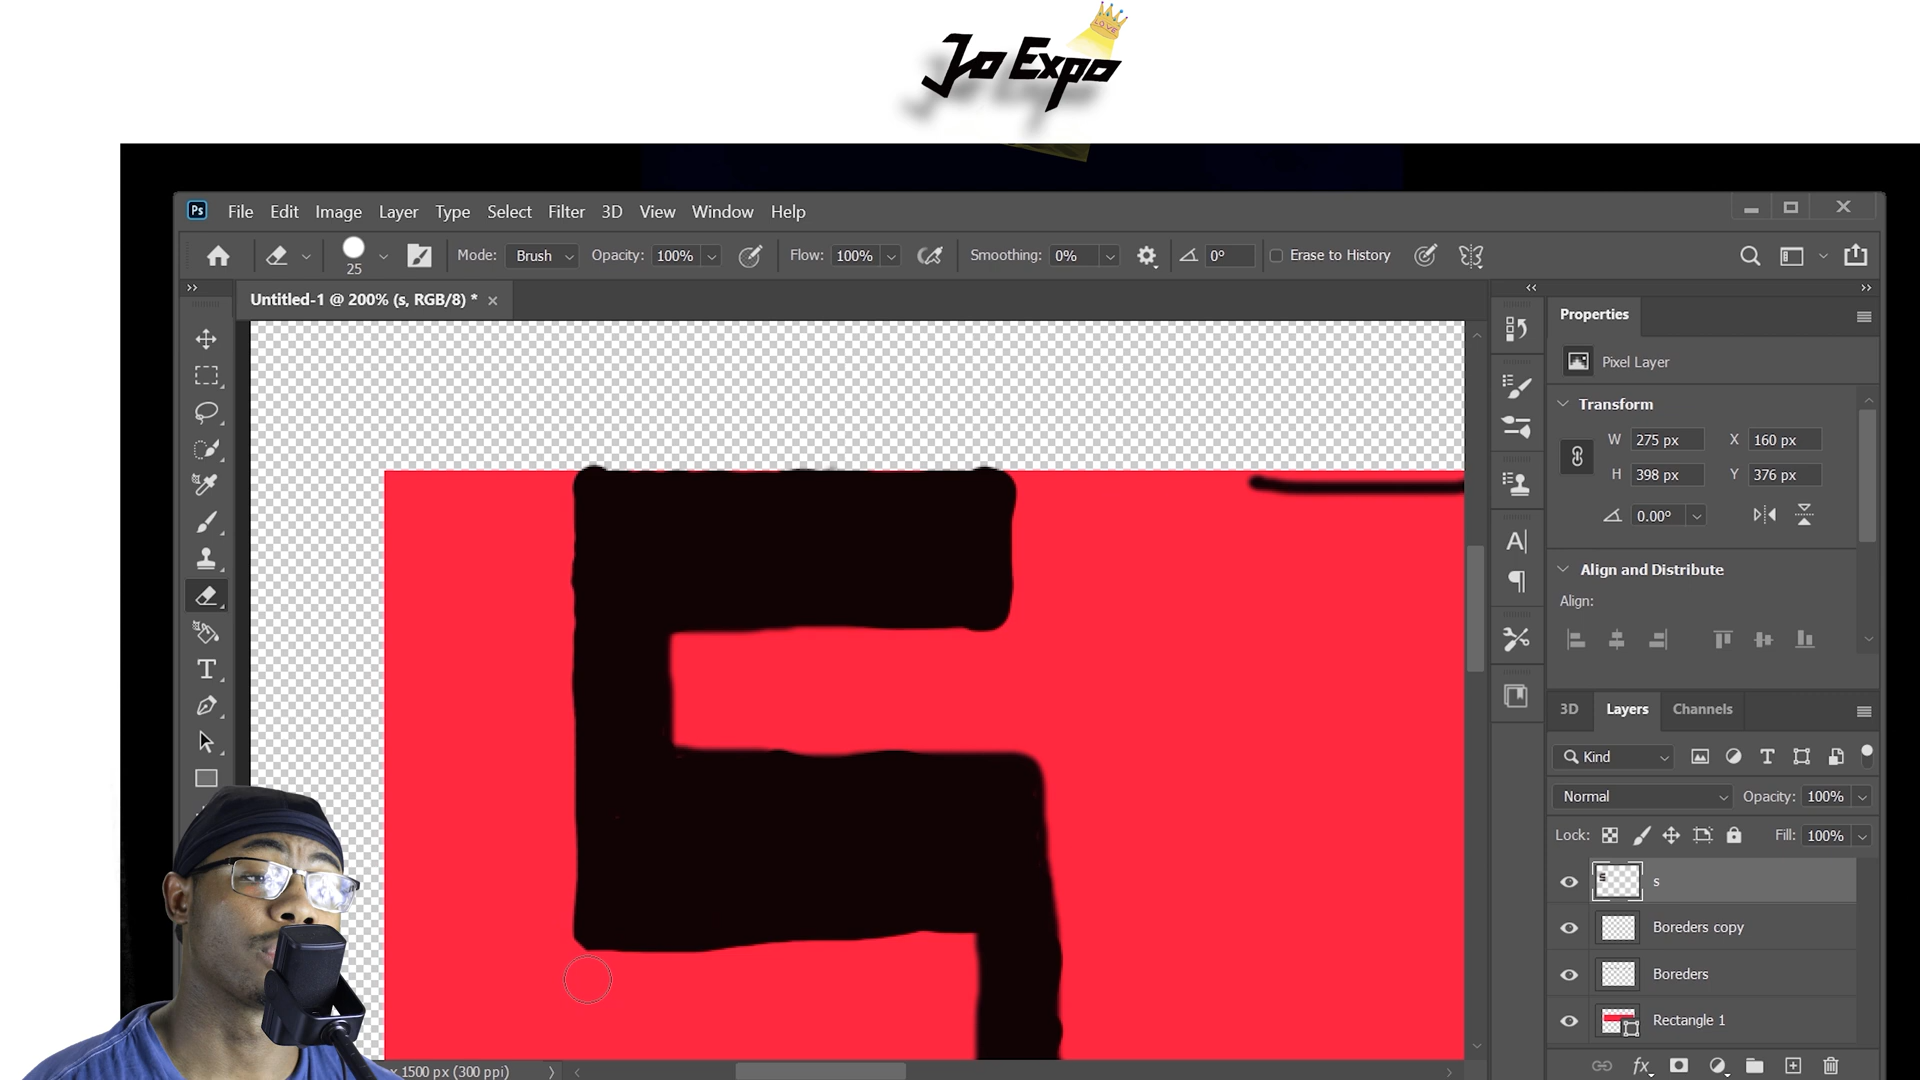 LOVE
Jo Expo
Ps File Edit Image Layer Type Select Filter 3D View Window Help
25 Mode: Brush Opacity: 100% Flow: 100% Smoothing: 0% 0° Erase to History
Untitled-1 @ 200% (s, RGB/8) *
Properties
Pixel Layer
Transform
W 275 px X 160 px
H 398 px Y 376 px
0.00°
Align and Distribute
Align:
3D Layers Channels
Kind
Normal Opacity: 100%
Lock: Fill: 100%
s
Boreders copy
Boreders
Rectangle 1
1500 px (300 ppi)